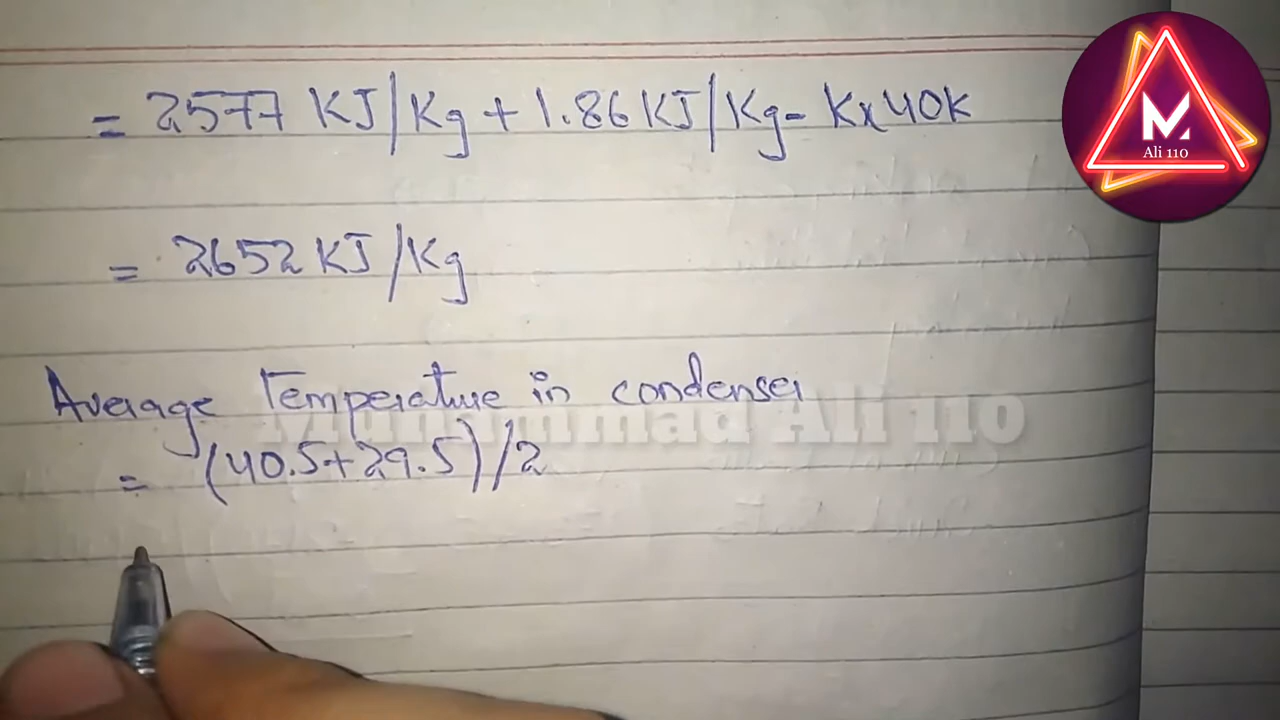 = 2577 KJ/Kg + 1.86 KJ/Kg- Kx40K
= 2652 KJ/Kg
Average Temperature in condenser
= (40.5+29.5)/2
Muhammad Ali 110
M.
Ali 110